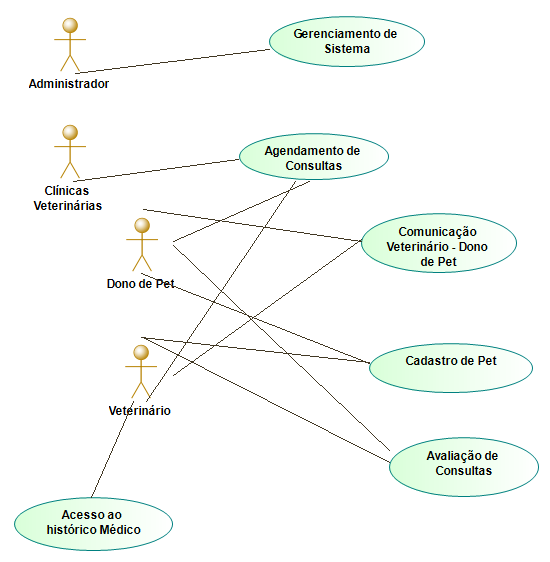 Gerenciamento de
Sistema
Administrador
Agendamento de
Consultas
Clínicas
Veterinárias
Comunicação
Veterinário - Dono
de Pet
Dono de Pet
Cadastro de Pet
Veterinário
Avaliação de
Consultas
Acesso ao
histórico Médico